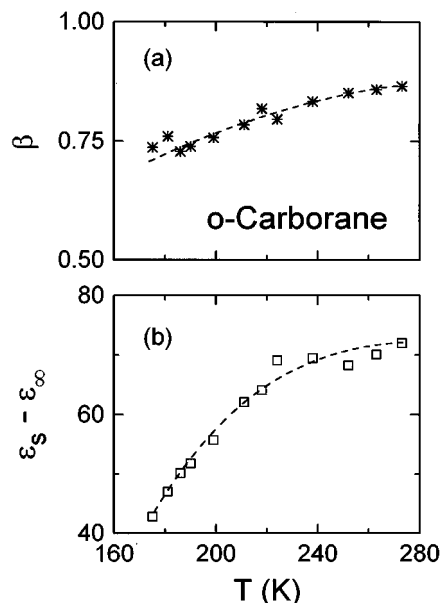 1.00
(a)
β
0.75
o-Carborane
0.50
80
(b)
εS - ε∞
60
40
160 200 240 280
T (K)